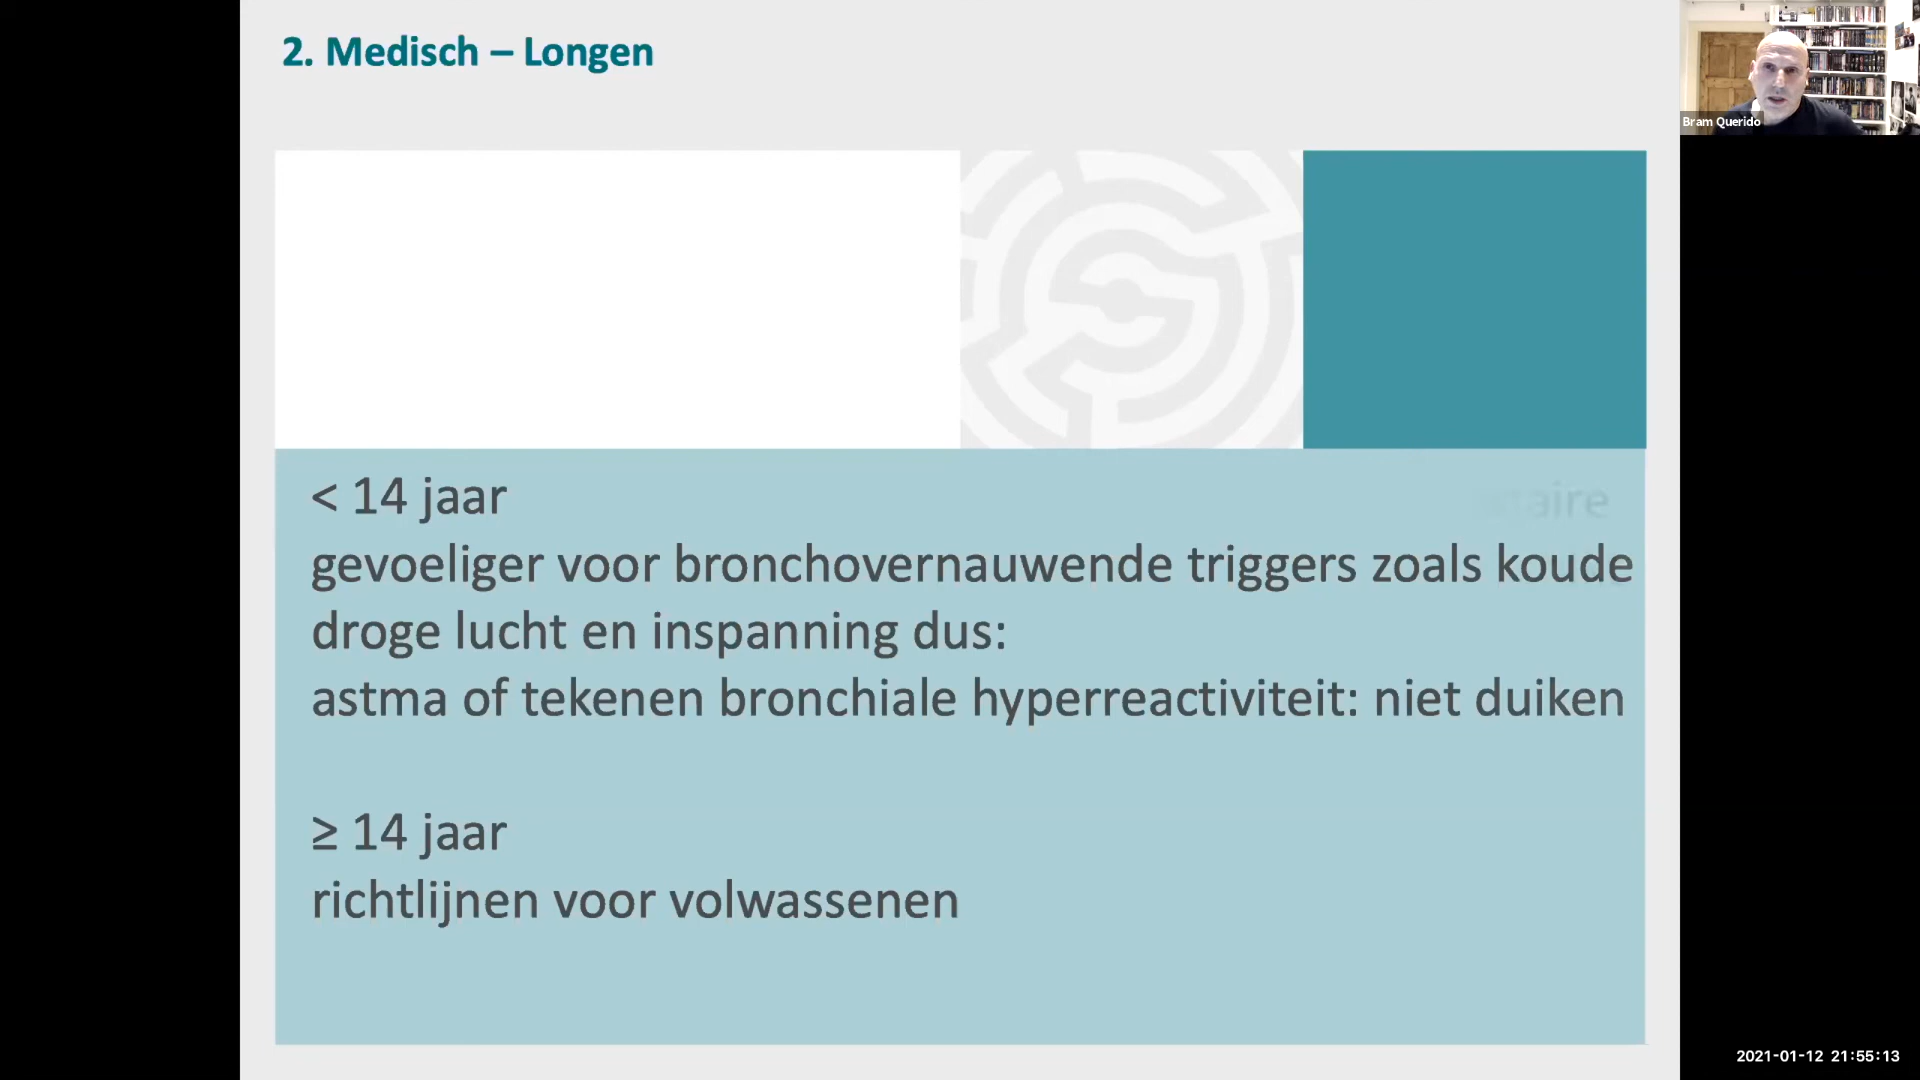 2. Medisch – Longen
Bram Querido
< 14 jaar
gevoeliger voor bronchovernauwende triggers zoals koude
droge lucht en inspanning dus:
astma of tekenen bronchiale hyperreactiviteit: niet duiken
≥ 14 jaar
richtlijnen voor volwassenen
2021-01-12 21:55:13